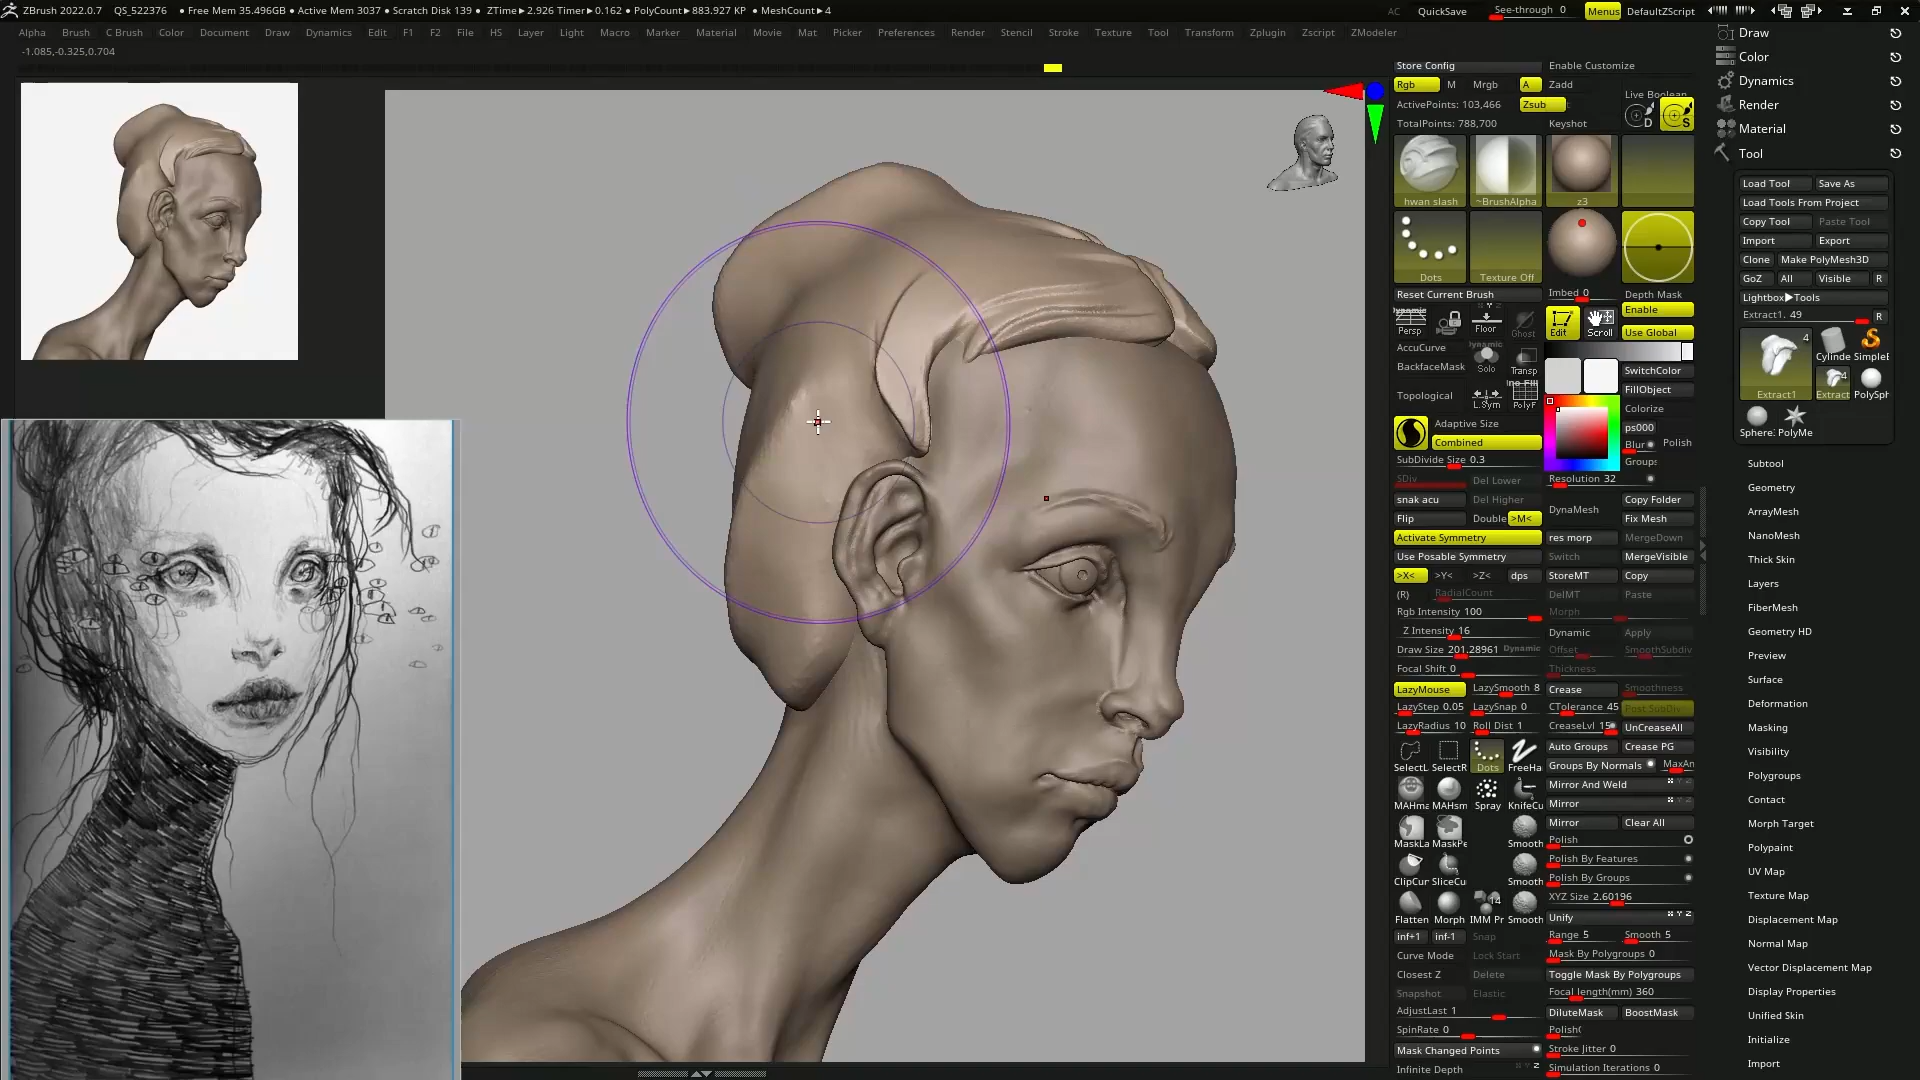 ZBrush 2022.0.7 QS_522376 • Free Mem 35.496GB • Active Mem 3037 • Scratch Disk 139 • ZTime▸2.926 Timer▸0.162 • PolyCount▸883.927 KP • MeshCount▸4 AC QuickSave See-through 0 Menus DefaultZScript
Alpha Brush C Brush Color Document Draw Dynamics Edit F1 F2 File HS Layer Light Macro Marker Material Mat Movie Picker Preferences Render Stencil Stroke Texture Tool Transform Zplugin Zscript ZModeler
-1.085,-0.325,0.704
Store Config Enable Customize
Rgb M Mrgb A Zadd
Live Boolean
ActivePoints: 103,466 Zsub
TotalPoints: 788,700 Keyshot
D S
hwan slash ~BrushAlpha z3
Dots Texture Off
Reset Current Brush Imbed 0 Depth Mask
Enable
Dynamic
Persp Floor Ghost Edit Scroll Use Global
AccuCurve Dynamic
BackfaceMask Solo Transp SwitchColor
FillObject
Topological L.Sym PolyF Colorize
Adaptive Size ps000
Combined Blur Polish
SubDivide Size 0.3 Groups
SDiv Del Lower Resolution 32
snak acu Del Higher Copy Folder
DynaMesh
Flip Double >M< Fix Mesh
Activate Symmetry res morp MergeDown
Use Posable Symmetry Switch MergeVisible
>X< >Y< >Z< dps StoreMT Copy
(R) RadialCount DelMT Paste
Rgb Intensity 100 Morph
Z Intensity 16 Dynamic Apply
Draw Size 201.28961 Dynamic Offset SmoothSubdiv
Focal Shift 0 Thickness
LazyMouse LazySmooth 8 Crease Smoothness
LazyStep 0.05 LazySnap 0 CTolerance 45 Post SubDiv
LazyRadius 10 Roll Dist 1 CreaseLvl 15 UnCreaseAll
Auto Groups Crease PG
SelectL SelectR Dots FreeHa Groups By Normals MaxAn
Mirror And Weld
MAHma MAHsm Spray KnifeCu Mirror
Mirror Clear All
MaskLa MaskPe Smooth Polish
Polish By Features
ClipCur SliceCu Smooth Polish By Groups
XYZ Size 2.60196
Flatten Morph IMM Pr Smooth Unify
14
inf+1 inf-1 Snap Range 5 Smooth 5
Curve Mode Lock Start Mask By Polygroups 0
Closest Z Delete Toggle Mask By Polygroups
Snapshot Elastic Focal length(mm) 360
AdjustLast 1 DiluteMask BoostMask
SpinRate 0
Mask Changed Points Stroke Jitter 0
Infinite Depth Simulation Iterations 0
Draw
Color
Dynamics
Render
Material
Tool
Load Tool Save As
Load Tools From Project
Copy Tool Paste Tool
Import Export
Clone Make PolyMesh3D
GoZ All Visible R
Lightbox▸Tools
Extract1. 49 R
4 Cylinde SimpleB
4
Extract1 Extract PolySph
Sphere: PolyMe
Subtool
Geometry
ArrayMesh
NanoMesh
Thick Skin
Layers
FiberMesh
Geometry HD
Preview
Surface
Deformation
Masking
Visibility
Polygroups
Contact
Morph Target
Polypaint
UV Map
Texture Map
Displacement Map
Normal Map
Vector Displacement Map
Display Properties
Unified Skin
Initialize
Import